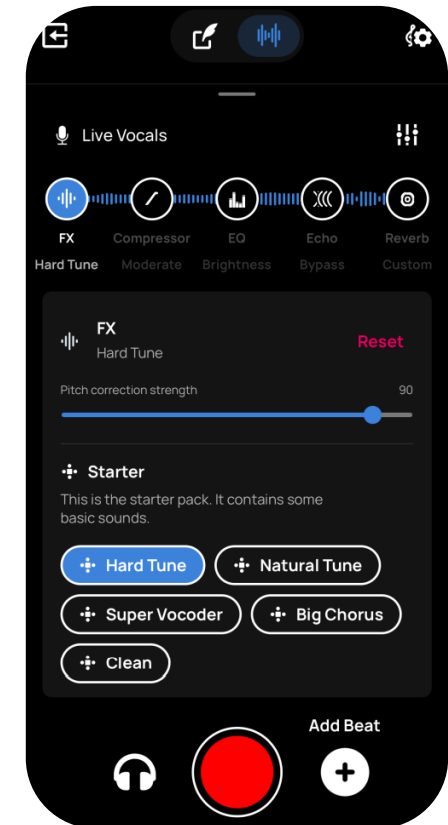 Live Vocals
FX Compressor EQ Echo Reverb
Hard Tune Moderate Brightness Bypass Custom
FX
Hard Tune
Reset
Pitch correction strength 90
Starter
This is the starter pack. It contains some
basic sounds.
Hard Tune Natural Tune
Super Vocoder Big Chorus
Clean
Add Beat